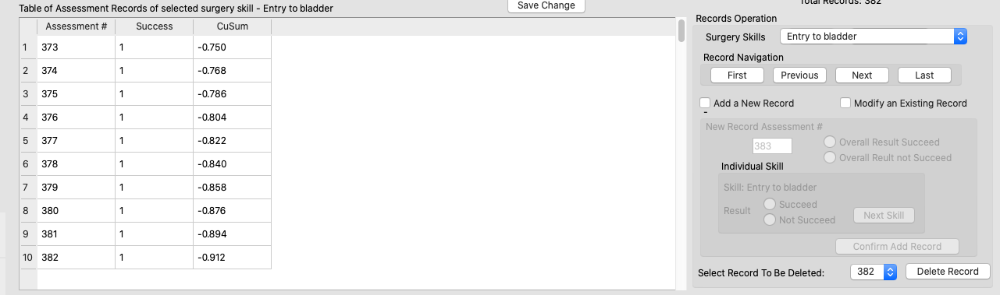 Table of Assessment Records of selected surgery skill - Entry to bladder
Save Change
Assessment # Success CuSum
1 373 1 -0.750
2 374 1 -0.768
3 375 1 -0.786
4 376 1 -0.804
5 377 1 -0.822
6 378 1 -0.840
7 379 1 -0.858
8 380 1 -0.876
9 381 1 -0.894
10 382 1 -0.912
Total Records: 382
Records Operation
Surgery Skills Entry to bladder
Record Navigation
First Previous Next Last
Add a New Record Modify an Existing Record
-
New Record Assessment #
383
Overall Result Succeed
Overall Reult not Succeed
Individual Skill
Skill: Entry to bladder
Result
Succeed
Not Succeed
Next Skill
Confirm Add Record
Select Record To Be Deleted: 382 Delete Record